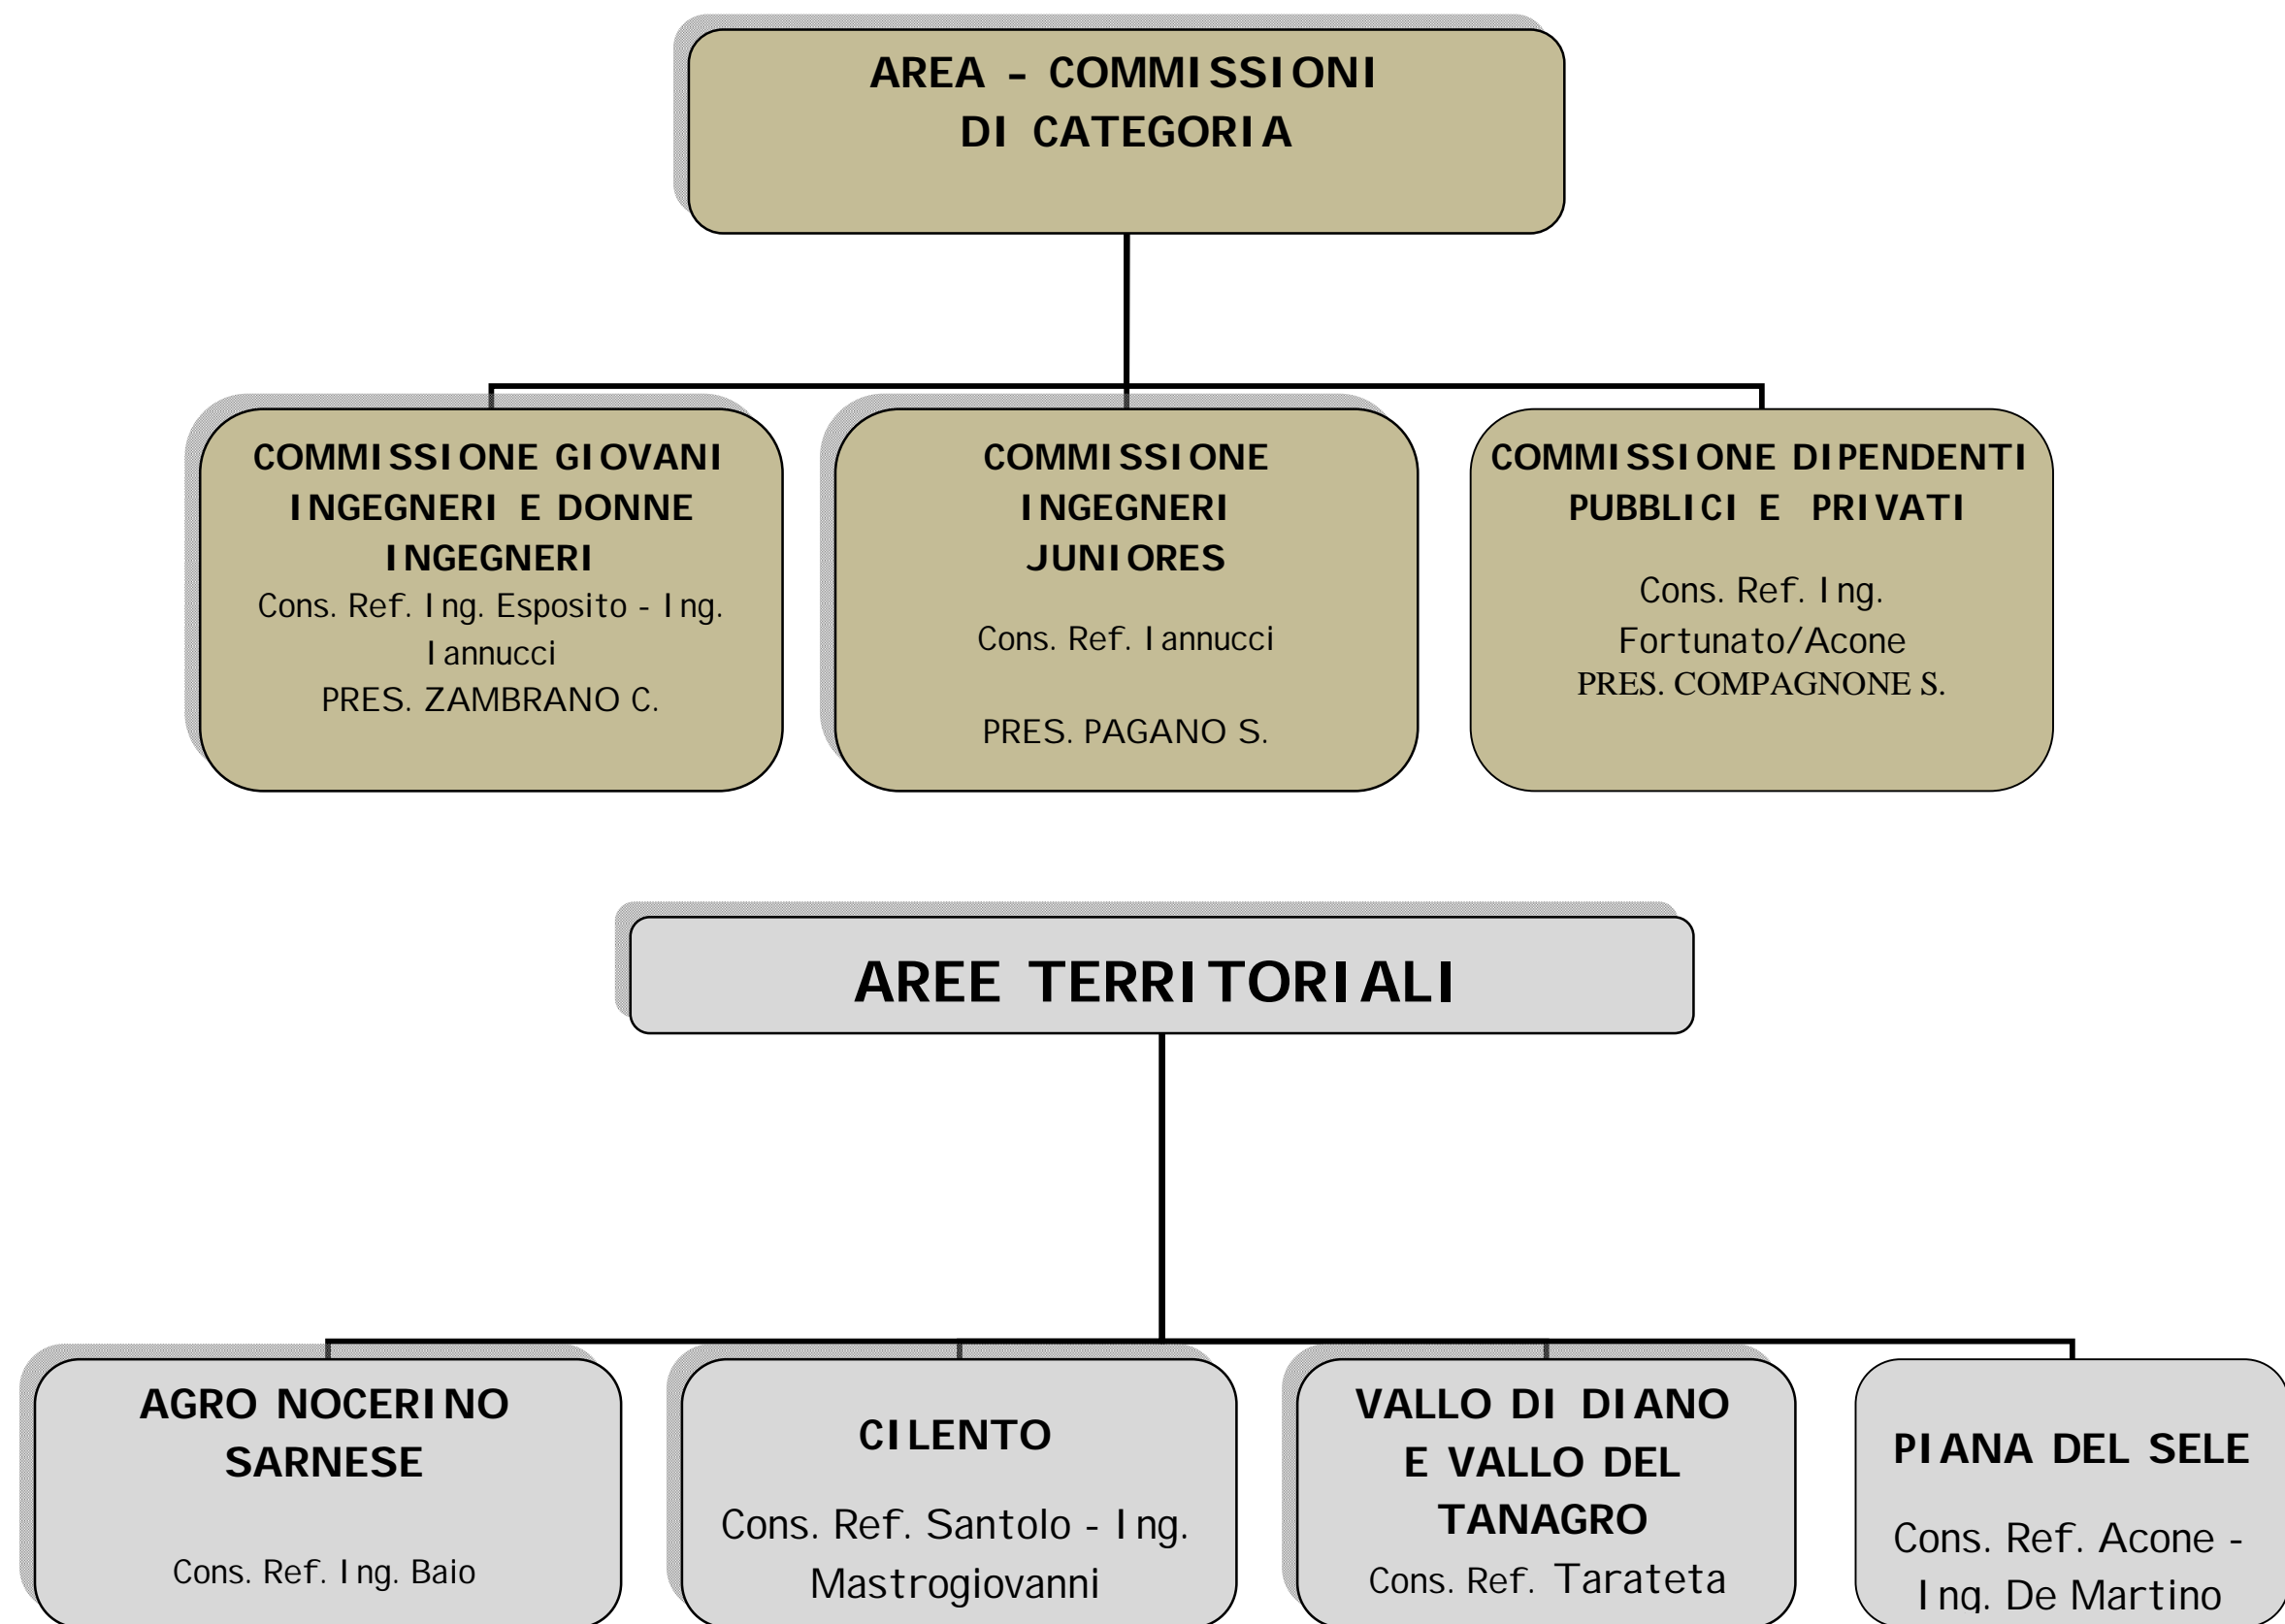 AREA - COMMISSIONI
DI CATEGORIA
COMMISSIONE GIOVANI
INGEGNERI E DONNE
INGEGNERI
Cons. Ref. Ing. Esposito - Ing.
Iannucci
PRES. ZAMBRANO C.
COMMISSIONE
INGEGNERI
JUNIORES
Cons. Ref. Iannucci
PRES. PAGANO S.
COMMISSIONE DIPENDENTI
PUBBLICI E PRIVATI
Cons. Ref. Ing.
Fortunato/Acone
PRES. COMPAGNONE S.
AREE TERRITORIALI
AGRO NOCERINO
SARNESE
Cons. Ref. Ing. Baio
CILENTO
Cons. Ref. Santolo - Ing.
Mastrogiovanni
VALLO DI DIANO
E VALLO DEL
TANAGRO
Cons. Ref. Tarateta
PIANA DEL SELE
Cons. Ref. Acone -
Ing. De Martino